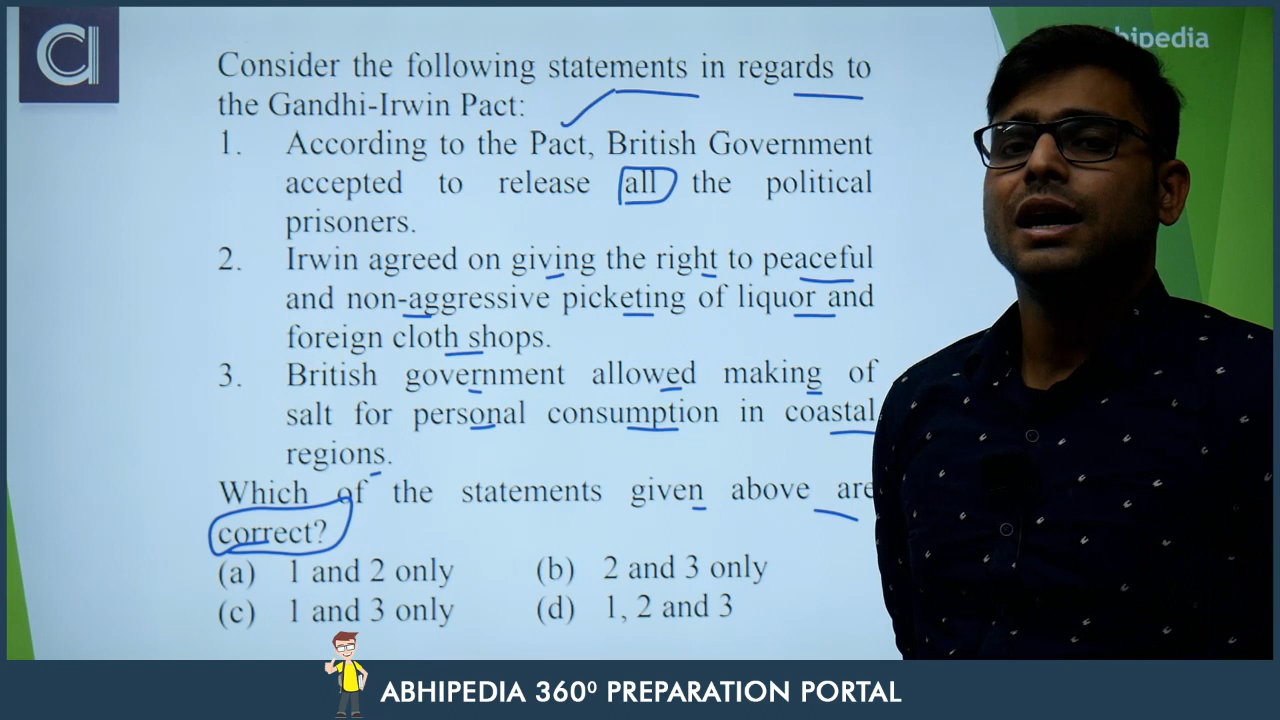 hipedia
Consider the following statements in regards to
the Gandhi-Irwin Pact:
1. According to the Pact, British Government
accepted to release all the political
prisoners.
2. Irwin agreed on giving the right to peaceful
and non-aggressive picketing of liquor and
foreign cloth shops.
3. British government allowed making of
salt for personal consumption in coastal
regions.
Which of the statements given above are
correct?
(a) 1 and 2 only (b) 2 and 3 only
(c) 1 and 3 only (d) 1, 2 and 3
ABHIPEDIA 360⁰ PREPARATION PORTAL